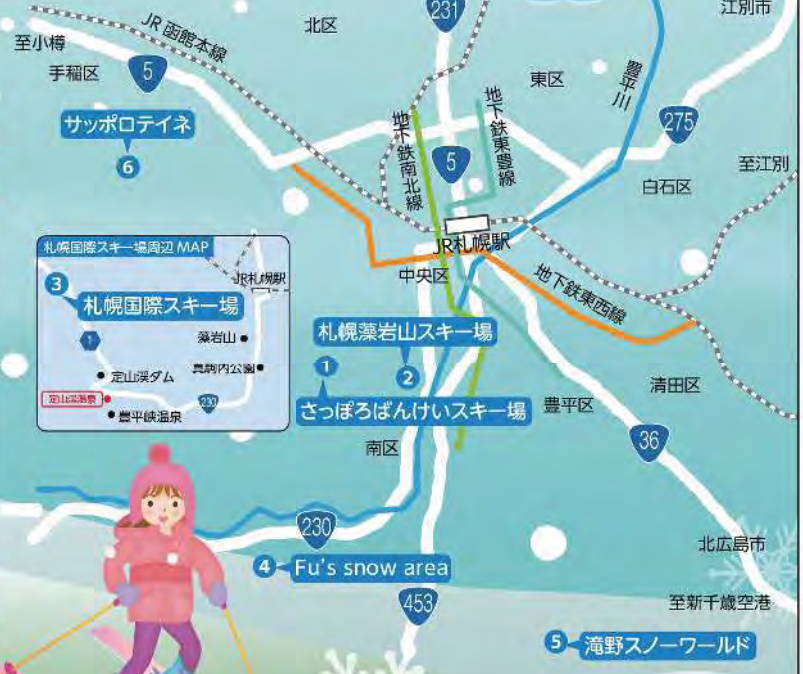 231
北区
江別市
至小樽
JR函館本線
手稲区
5
東区
豊平川
地下鉄南北線
地下鉄東豊線
275
サッポロテイネ
6
5
至江別
白石区
JR札幌駅
中央区
地下鉄東西線
札幌国際スキー場周辺 MAP
JR札幌駅
3
札幌国際スキー場
1
藻岩山
定山渓ダム
真駒内公園
定山渓温泉
230
豊平峡温泉
札幌藻岩山スキー場
1
2
さっぽろばんけいスキー場
清田区
豊平区
36
南区
230
北広島市
4
Fu's snow area
453
至新千歳空港
5
滝野スノーワールド